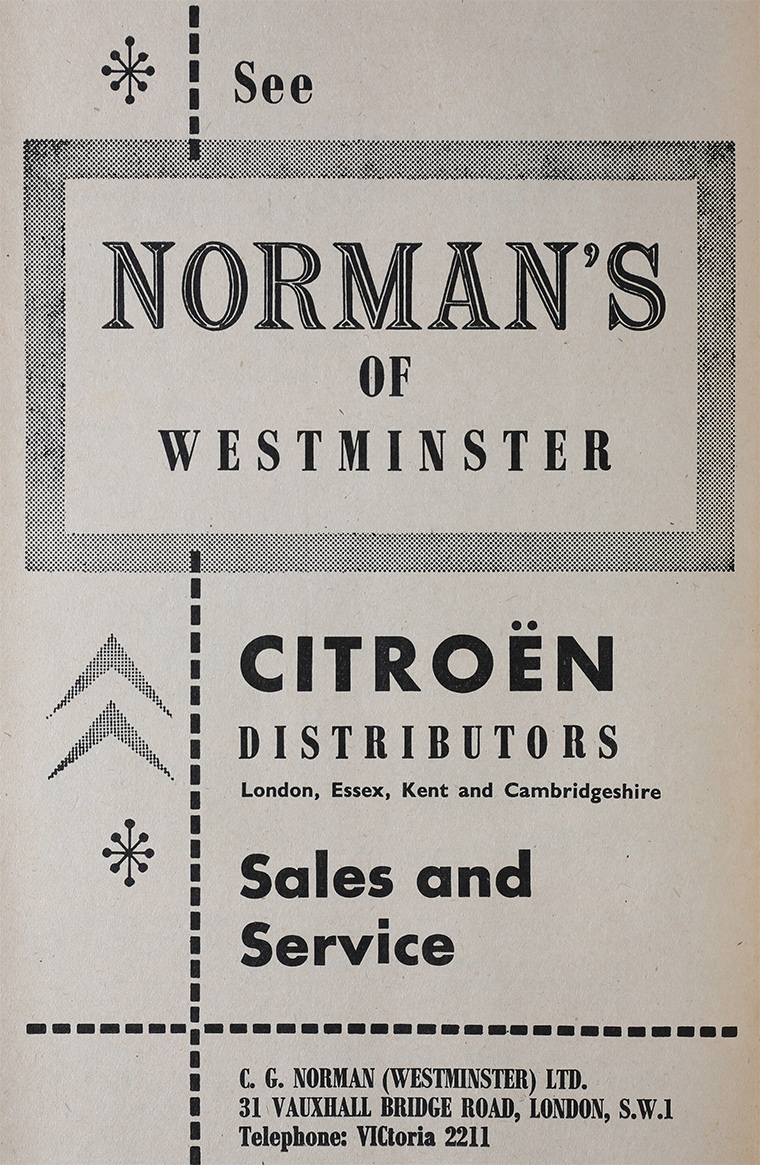 See
NORMAN'S
OF
WESTMINSTER
CITROËN
DISTRIBUTORS
London, Essex, Kent and Cambridgeshire
Sales and
Service
C. G. NORMAN (WESTMINSTER) LTD.
31 VAUXHALL BRIDGE ROAD, LONDON, S.W.1
Telephone: VICtoria 2211